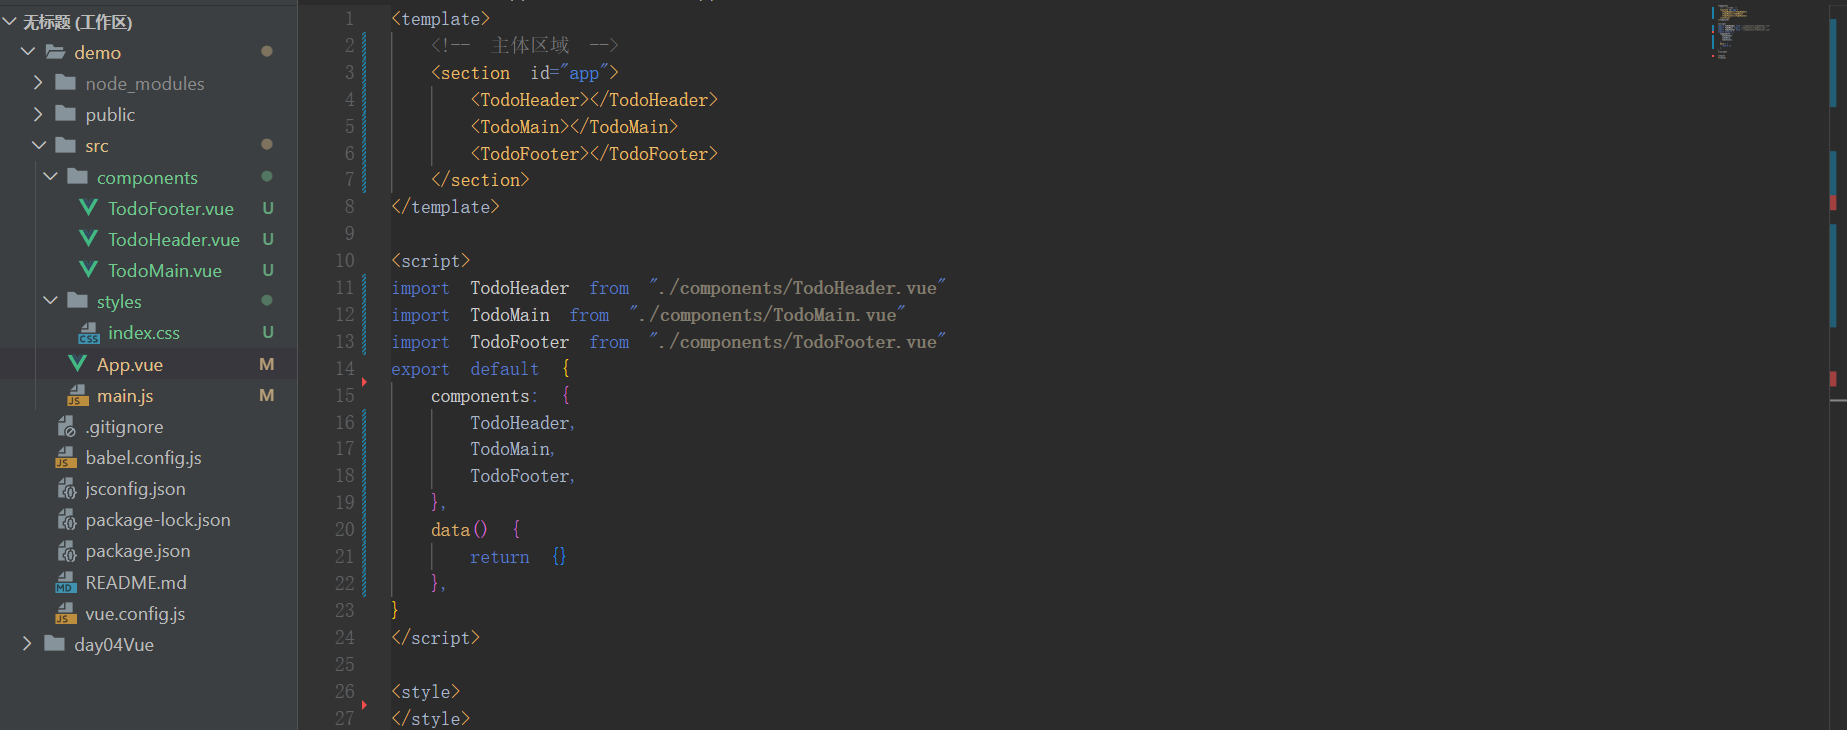 无标题 (工作区)
demo
node_modules
public
src
components
TodoFooter.vue U
TodoHeader.vue U
TodoMain.vue U
styles
index.css U
App.vue M
main.js M
.gitignore
babel.config.js
jsconfig.json
package-lock.json
package.json
README.md
vue.config.js
day04Vue
1 <template>
2 <!-- 主体区域 -->
3 <section id="app">
4 <TodoHeader></TodoHeader>
5 <TodoMain></TodoMain>
6 <TodoFooter></TodoFooter>
7 </section>
8 </template>
9
10 <script>
11 import TodoHeader from "./components/TodoHeader.vue"
12 import TodoMain from "./components/TodoMain.vue"
13 import TodoFooter from "./components/TodoFooter.vue"
14 export default {
15 components: {
16 TodoHeader,
17 TodoMain,
18 TodoFooter,
19 },
20 data() {
21 return {}
22 },
23 }
24 </script>
25
26 <style>
27 </style>